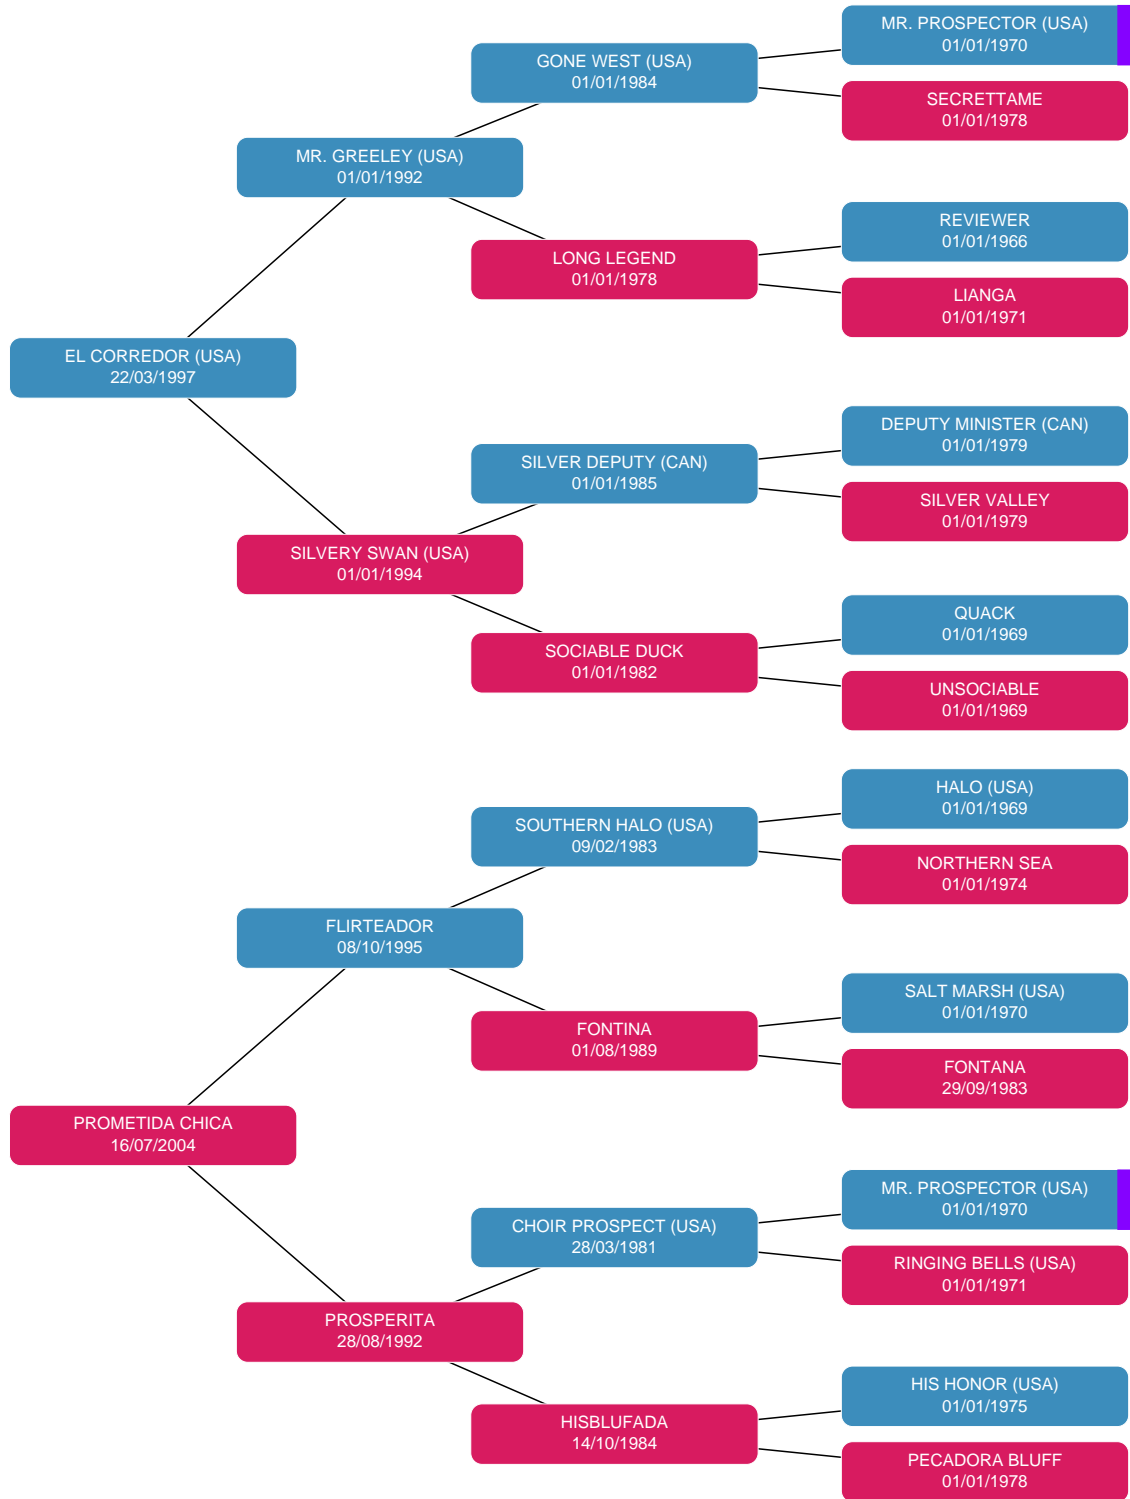 MR. PROSPECTOR (USA)
01/01/1970
GONE WEST (USA)
01/01/1984
SECRETTAME
01/01/1978
MR. GREELEY (USA)
01/01/1992
REVIEWER
01/01/1966
LONG LEGEND
01/01/1978
LIANGA
01/01/1971
EL CORREDOR (USA)
22/03/1997
DEPUTY MINISTER (CAN)
01/01/1979
SILVER DEPUTY (CAN)
01/01/1985
SILVER VALLEY
01/01/1979
SILVERY SWAN (USA)
01/01/1994
QUACK
01/01/1969
SOCIABLE DUCK
01/01/1982
UNSOCIABLE
01/01/1969
HALO (USA)
01/01/1969
SOUTHERN HALO (USA)
09/02/1983
NORTHERN SEA
01/01/1974
FLIRTEADOR
08/10/1995
SALT MARSH (USA)
01/01/1970
FONTINA
01/08/1989
FONTANA
29/09/1983
PROMETIDA CHICA
16/07/2004
MR. PROSPECTOR (USA)
01/01/1970
CHOIR PROSPECT (USA)
28/03/1981
RINGING BELLS (USA)
01/01/1971
PROSPERITA
28/08/1992
HIS HONOR (USA)
01/01/1975
HISBLUFADA
14/10/1984
PECADORA BLUFF
01/01/1978